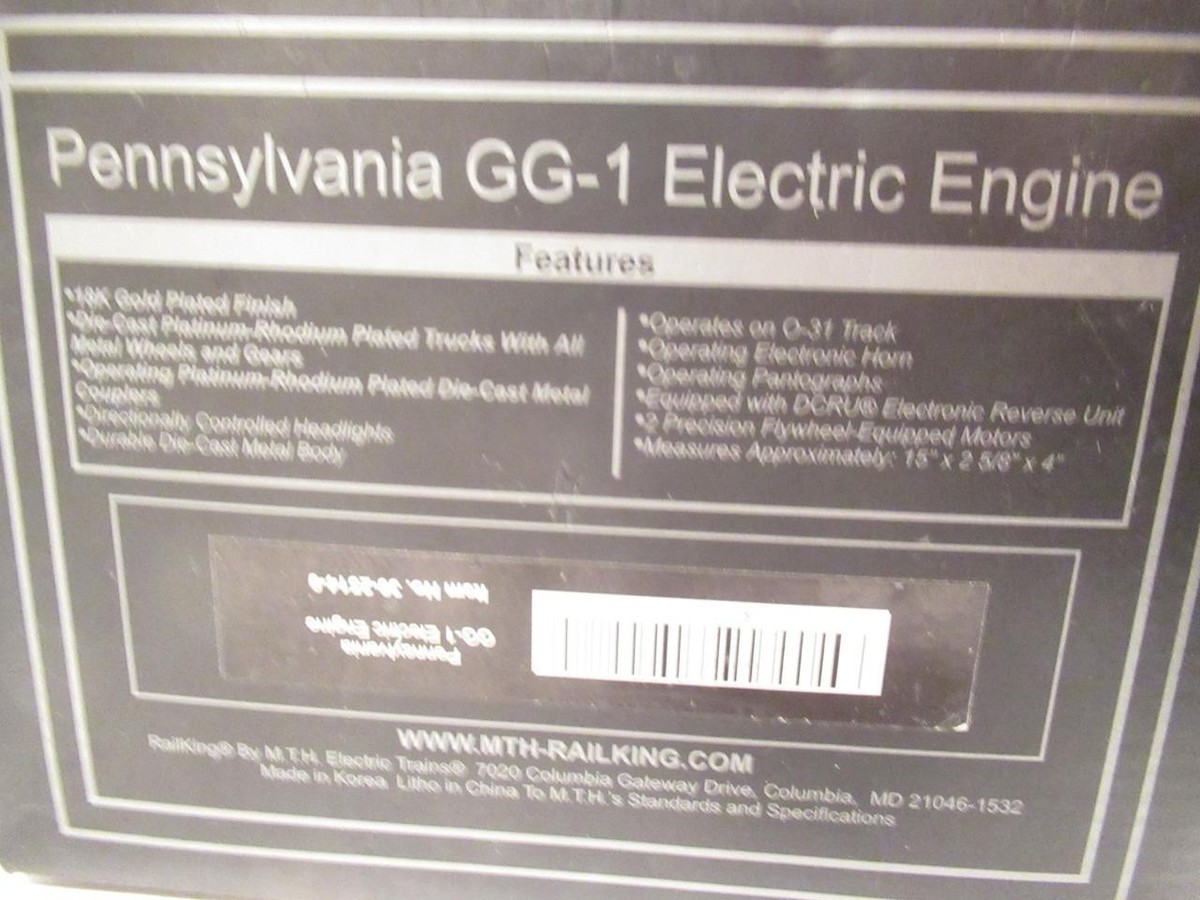 Pennsylvania GG-1 Electric Engine
Features
•18K Gold Plated Finish
•Die-Cast Platinum-Rhodium Plated Trucks With All
Metal Wheels and Gears
•Operating Platinum-Rhodium Plated Die-Cast Metal
Couplers
•Directionally Controlled Headlights
•Durable Die-Cast Metal Body
•Operates on O-31 Track
•Operating Electronic Horn
•Operating Pantographs
•Equipped with DCRU® Electronic Reverse Unit
•2 Precision Flywheel-Equipped Motors
•Measures Approximately: 15" x 2 5/8" x 4"
Pennsylvania
GG-1 Electric Engine
Item No.
WWW.MTH-RAILKING.COM
RailKing® By M.T.H. Electric Trains® 7020 Columbia Gateway Drive, Columbia, MD 21046-1532
Made in Korea Litho in China To M.T.H.'s Standards and Specifications